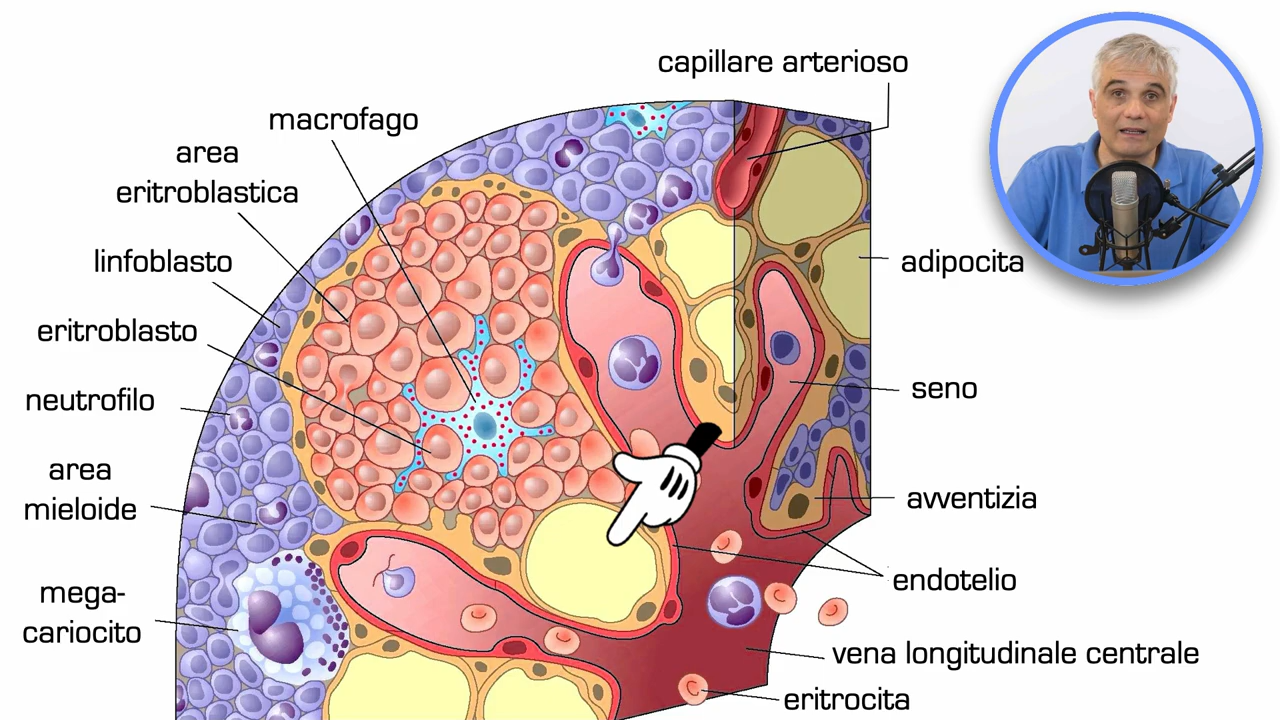 capillare arterioso
macrofago
area
eritroblastica
linfoblasto
adipocita
eritroblasto
seno
neutrofilo
area
mieloide
avventizia
endotelio
mega-
cariocito
vena longitudinale centrale
eritrocita